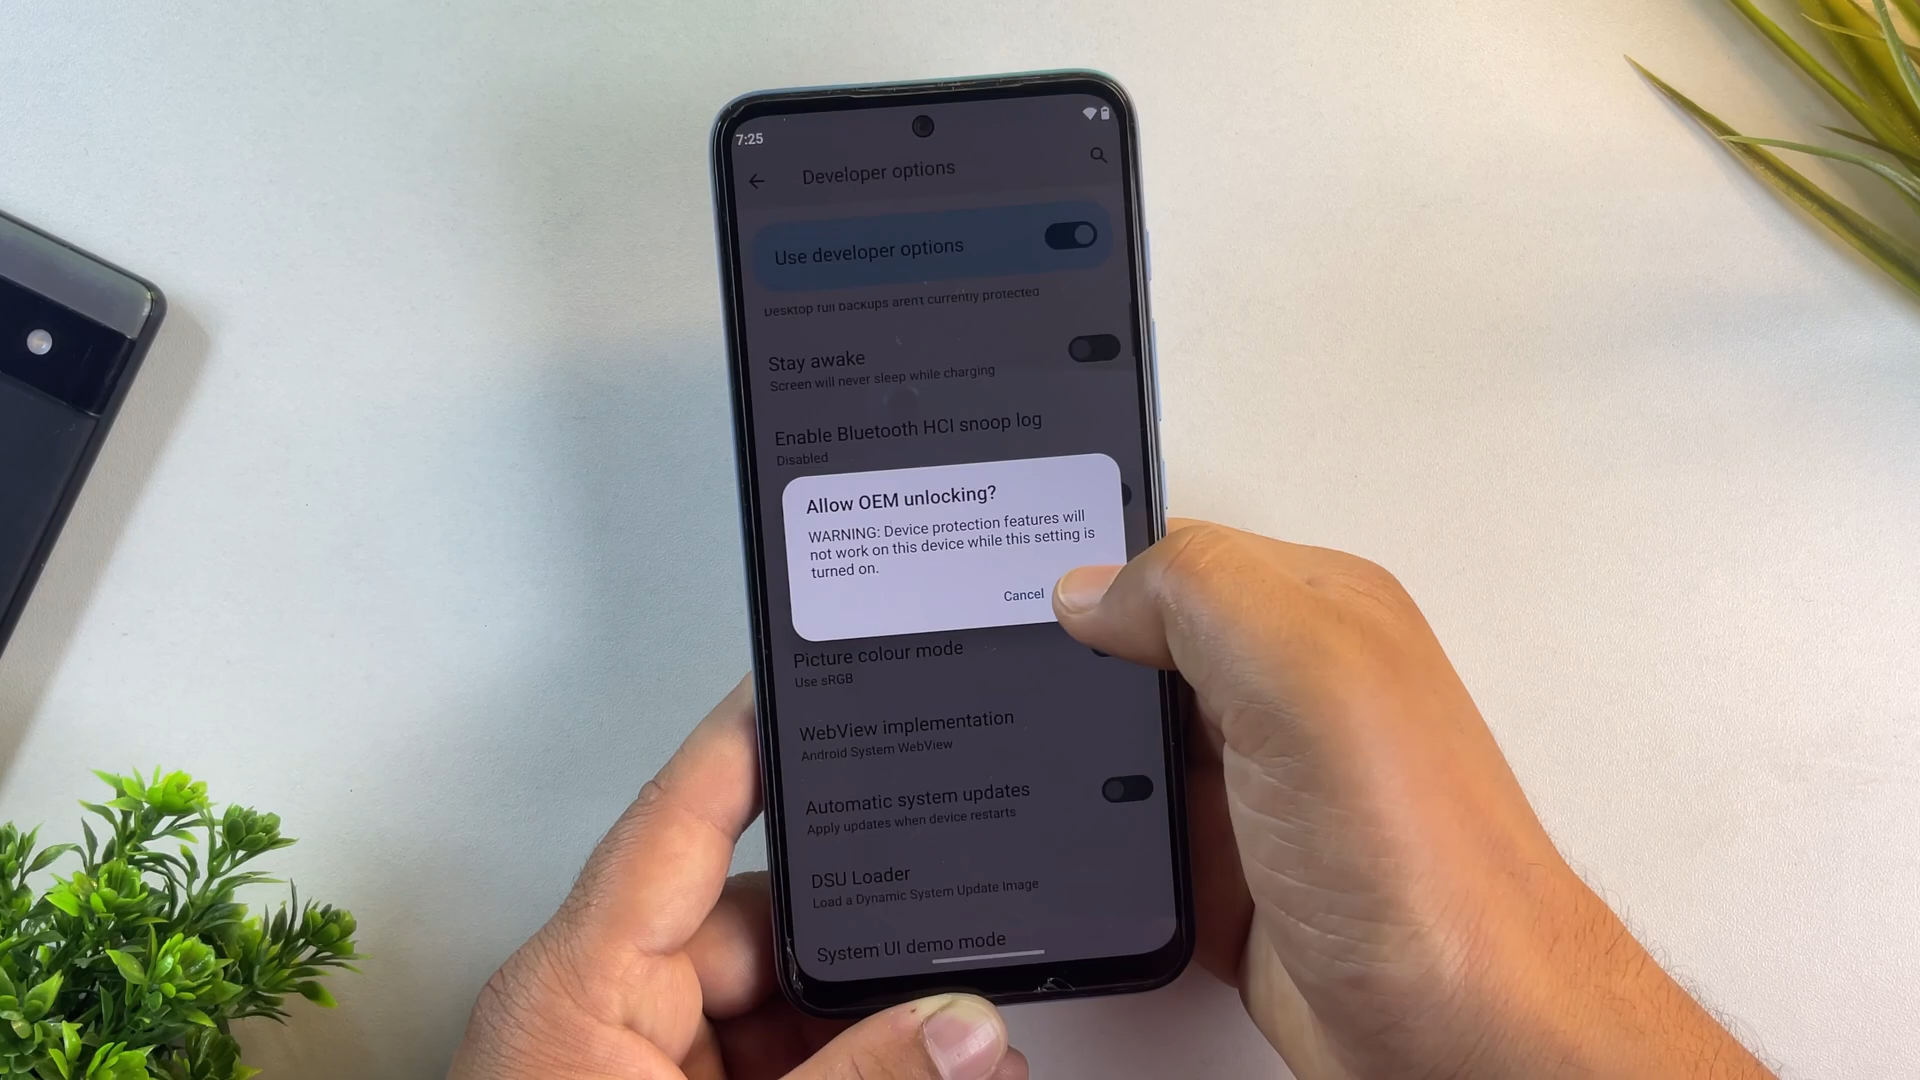 7:25
Developer options
Use developer options
Desktop full backups aren't currently protected
Stay awake
Screen will never sleep while charging
Enable Bluetooth HCI snoop log
Disabled
Allow OEM unlocking?
WARNING: Device protection features will
not work on this device while this setting is
turned on.
Cancel
Picture colour mode
Use sRGB
WebView implementation
Android System WebView
Automatic system updates
Apply updates when device restarts
DSU Loader
Load a Dynamic System Update Image
System UI demo mode